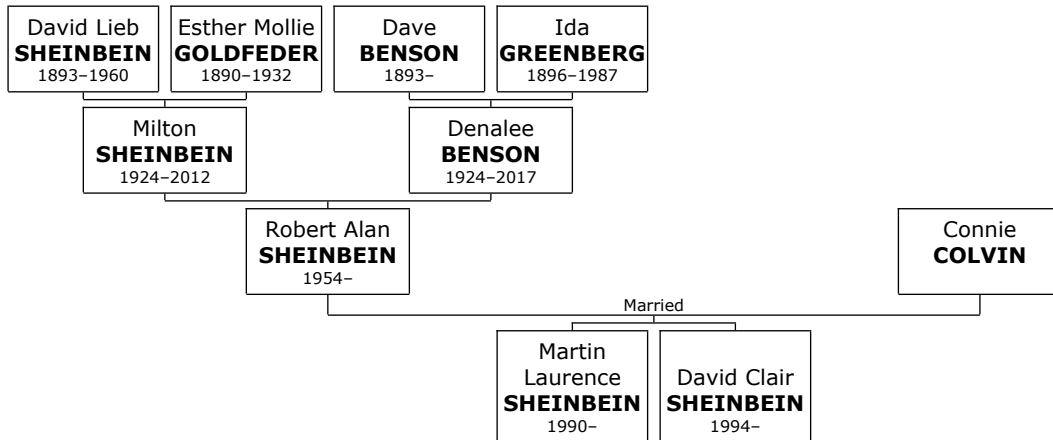 David Lieb
SHEINBEIN
1893–1960
Esther Mollie
GOLDFEDER
1890–1932
Dave
BENSON
1893–
Ida
GREENBERG
1896–1987
Milton
SHEINBEIN
1924–2012
Denalee
BENSON
1924–2017
Robert Alan
SHEINBEIN
1954–
Connie
COLVIN
Married
Martin
Laurence
SHEINBEIN
1990–
David Clair
SHEINBEIN
1994–